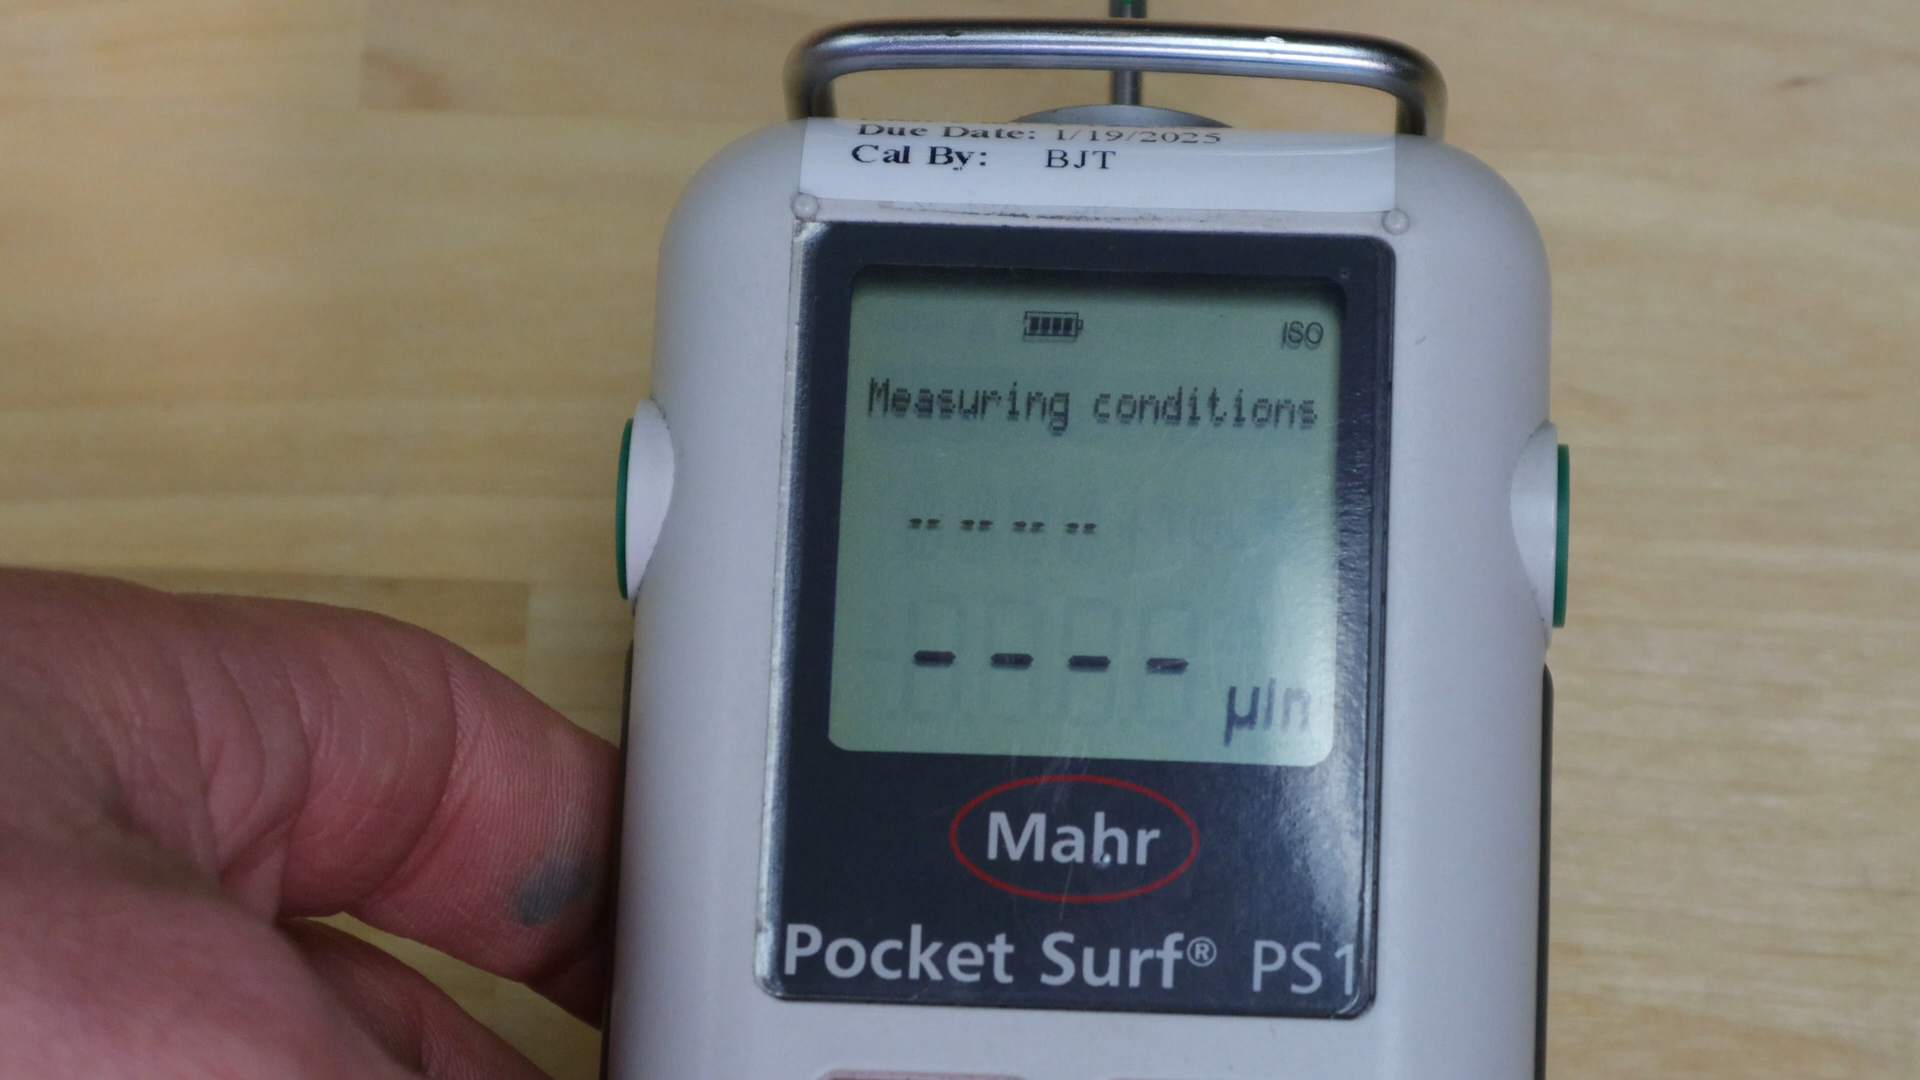 Due Date: 1/19/2025
Cal By: BJT
ISO
Measuring conditions
-- -- -- --
- - - - µin
Mahr
Pocket Surf® PS1